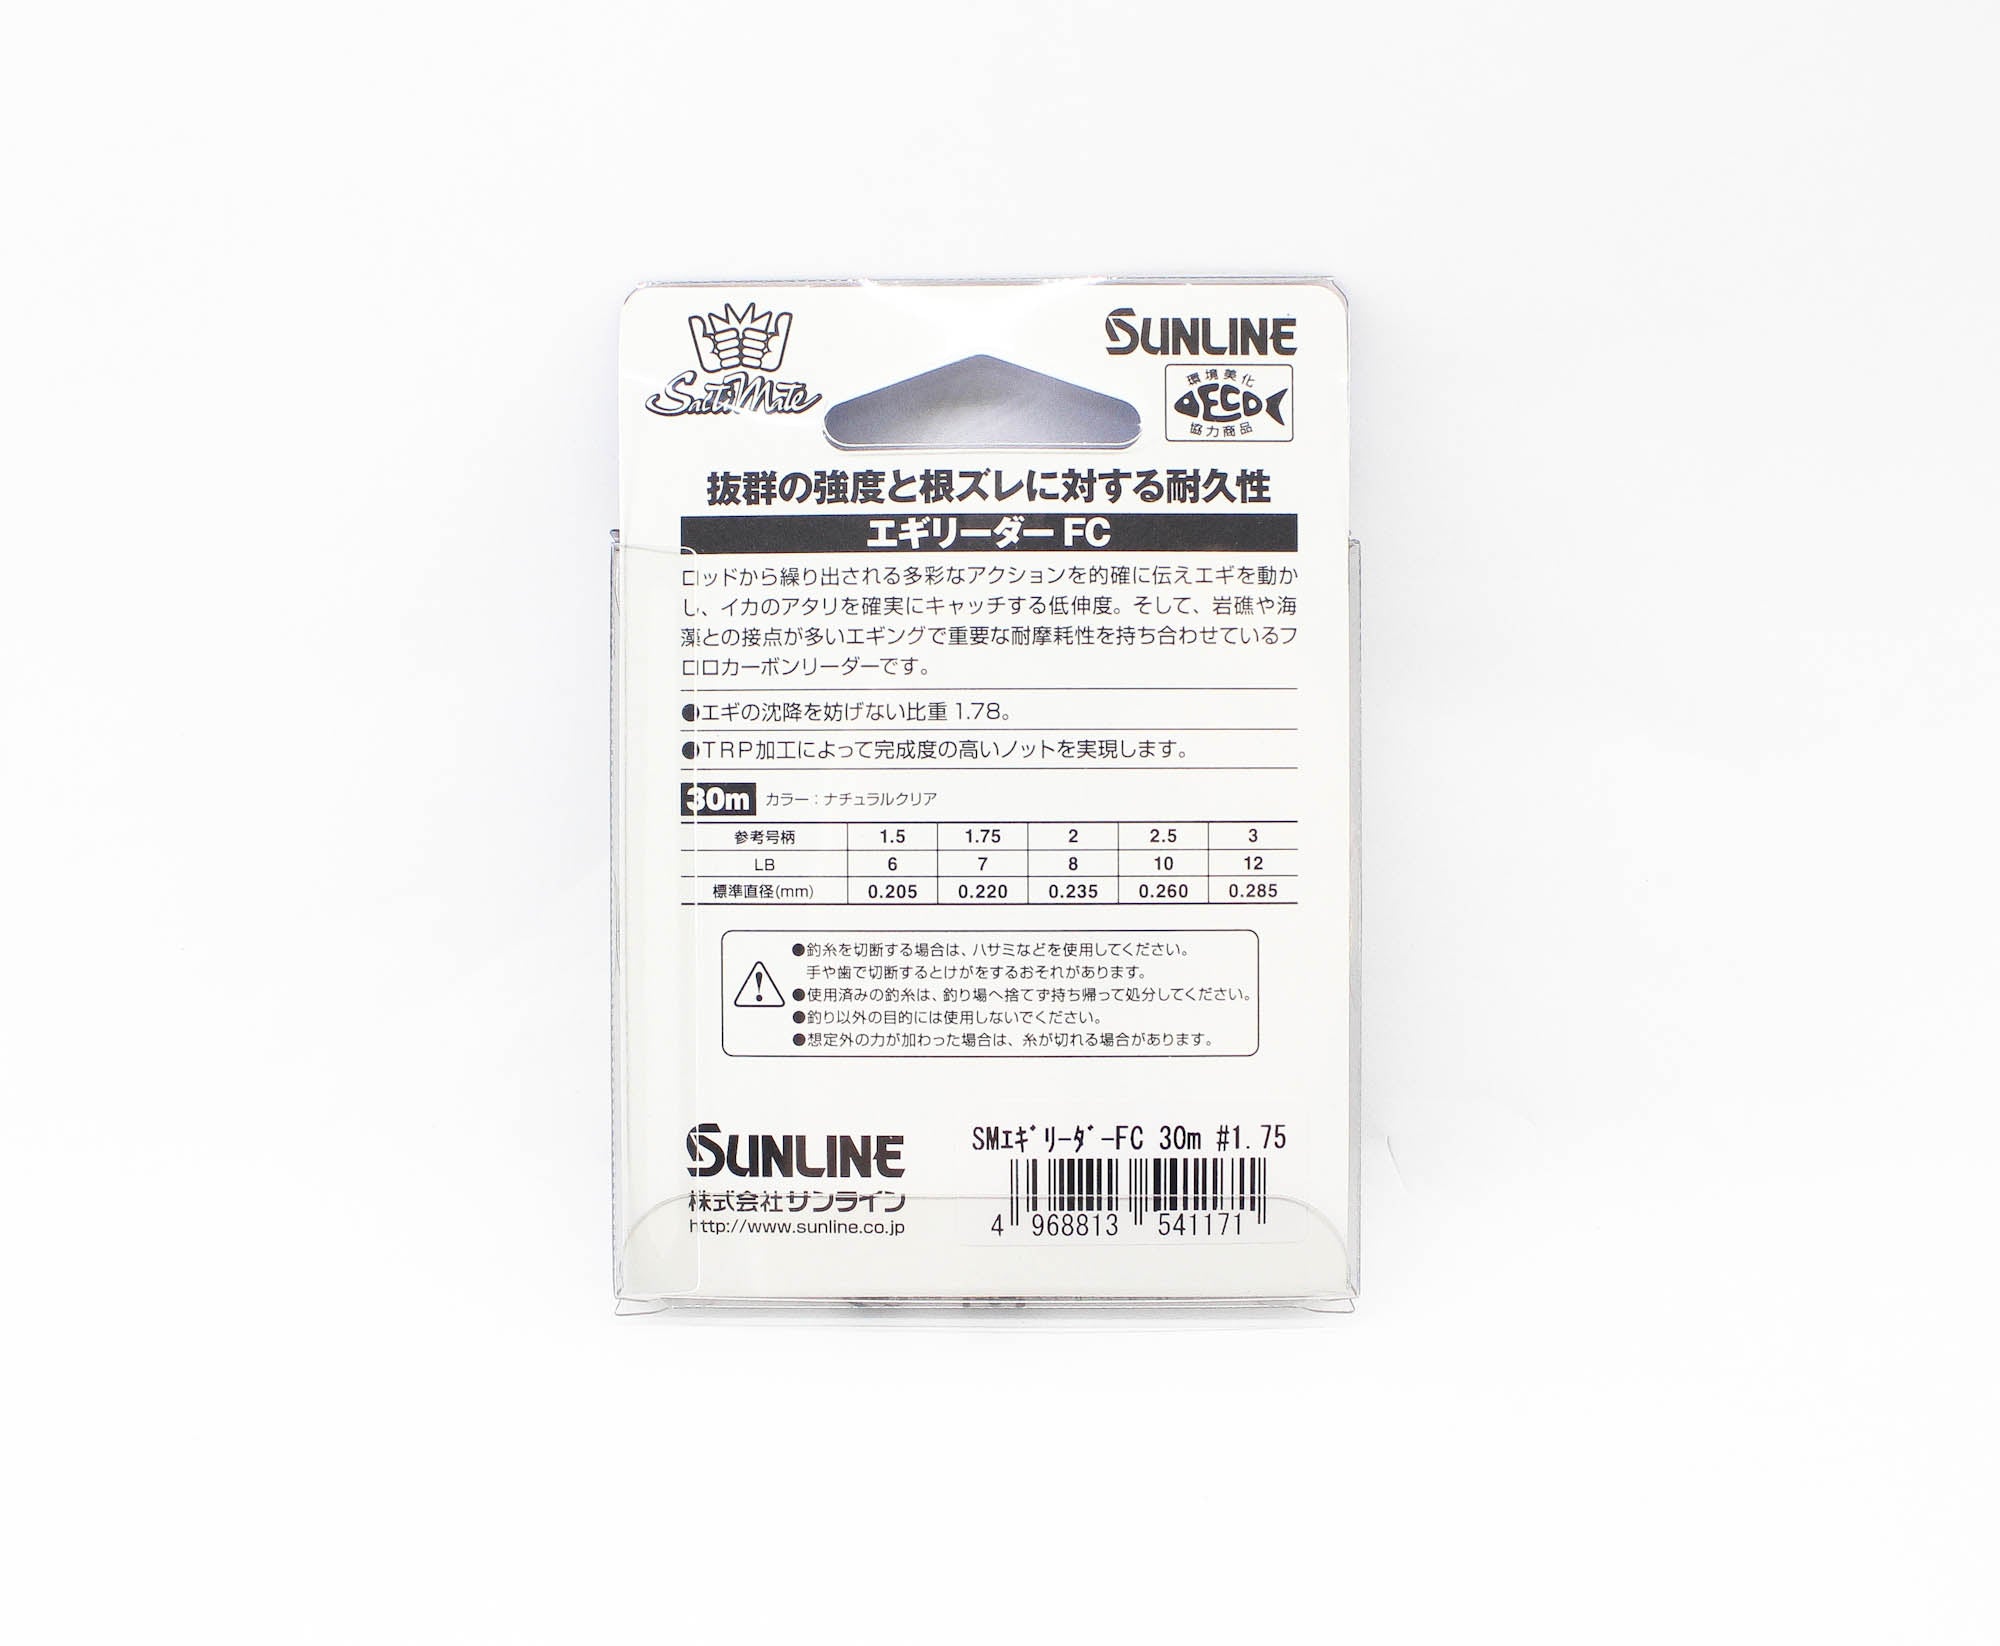 SaltiMate
SUNLINE
環境美化
ECO
協力商品
抜群の強度と根ズレに対する耐久性
エギリーダーFC
ロッドから繰り出される多彩なアクションを的確に伝えエギを動か
し、イカのアタリを確実にキャッチする低伸度。そして、岩礁や海
藻との接点が多いエギングで重要な耐摩耗性を持ち合わせているフ
ロロカーボンリーダーです。
●エギの沈降を妨げない比重1.78。
●TRP加工によって完成度の高いノットを実現します。
30m カラー：ナチュラルクリア
参考号柄 1.5 1.75 2 2.5 3
LB 6 7 8 10 12
標準直径(mm) 0.205 0.220 0.235 0.260 0.285
●釣糸を切断する場合は、ハサミなどを使用してください。
手や歯で切断するとけがをするおそれがあります。
●使用済みの釣糸は、釣り場へ捨てず持ち帰って処分してください。
●釣り以外の目的には使用しないでください。
●想定外の力が加わった場合は、糸が切れる場合があります。
SUNLINE
株式会社サンライン
http://www.sunline.co.jp
SMｴｷﾞﾘｰﾀﾞｰFC 30m #1.75
4 968813 541171